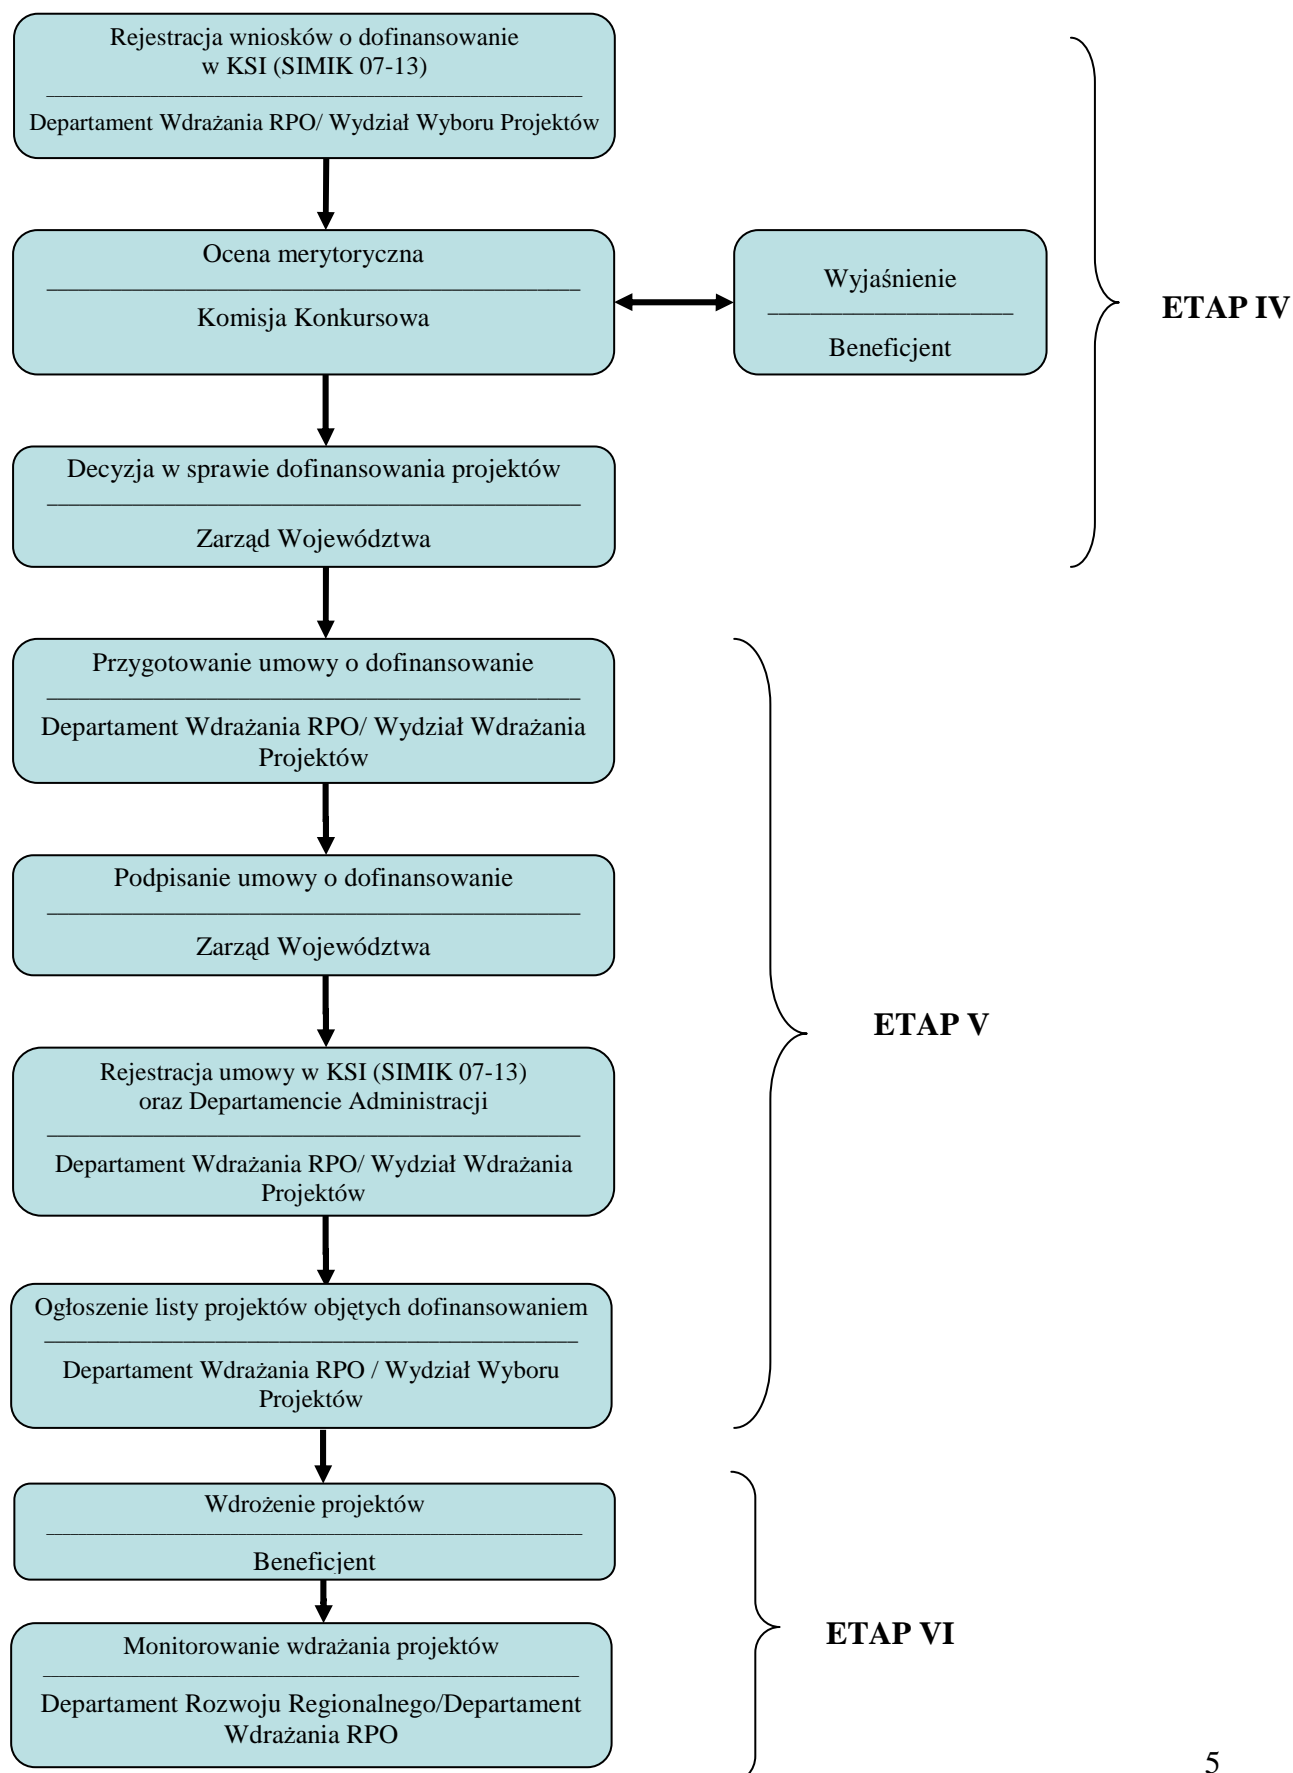 Rejestracja wniosków o dofinansowanie
w KSI (SIMIK 07-13)
Departament Wdrażania RPO/ Wydział Wyboru Projektów
Ocena merytoryczna
Komisja Konkursowa
Wyjaśnienie
Beneficjent
ETAP IV
Decyzja w sprawie dofinansowania projektów
Zarząd Województwa
Przygotowanie umowy o dofinansowanie
Departament Wdrażania RPO/ Wydział Wdrażania
Projektów
Podpisanie umowy o dofinansowanie
Zarząd Województwa
ETAP V
Rejestracja umowy w KSI (SIMIK 07-13)
oraz Departamencie Administracji
Departament Wdrażania RPO/ Wydział Wdrażania
Projektów
Ogłoszenie listy projektów objętych dofinansowaniem
Departament Wdrażania RPO / Wydział Wyboru
Projektów
Wdrożenie projektów
Beneficjent
ETAP VI
Monitorowanie wdrażania projektów
Departament Rozwoju Regionalnego/Departament
Wdrażania RPO
5